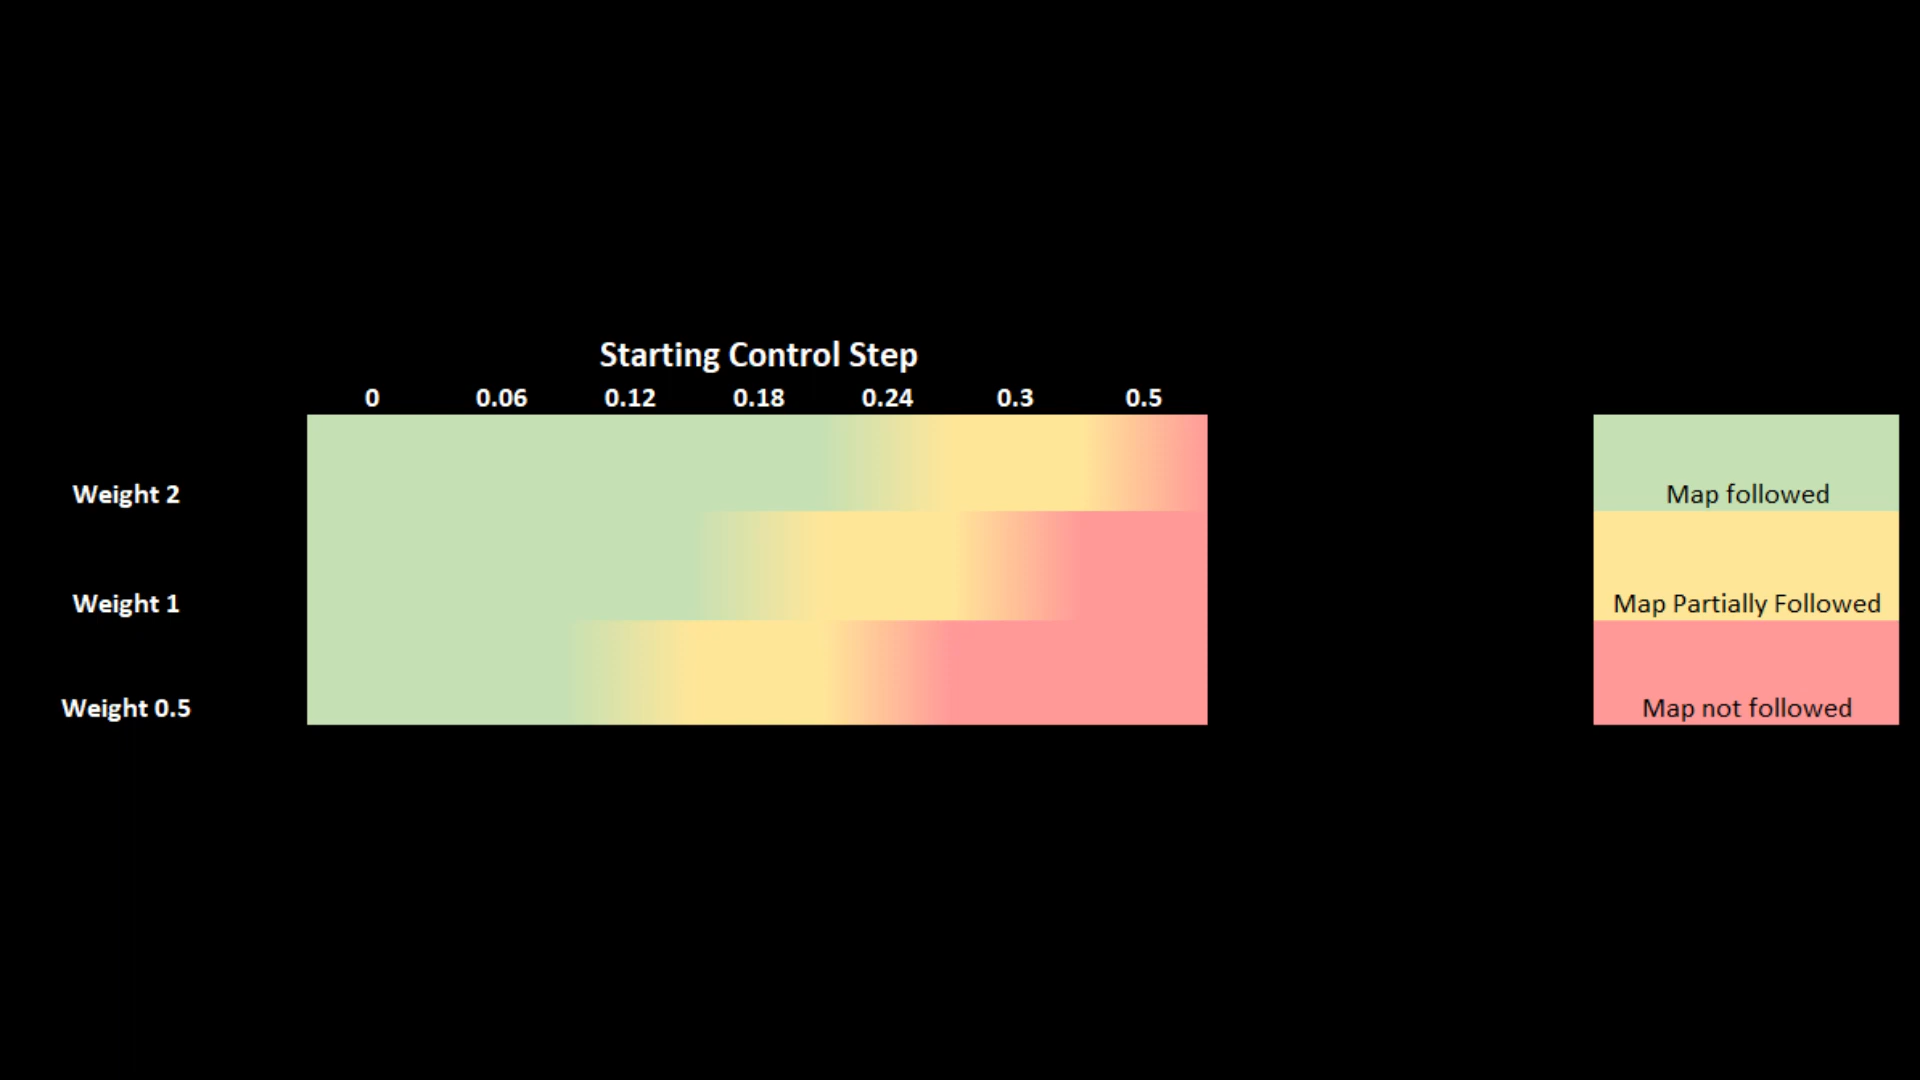 Starting Control Step
0 0.06 0.12 0.18 0.24 0.3 0.5
Weight 2
Map followed
Weight 1
Map Partially Followed
Weight 0.5
Map not followed